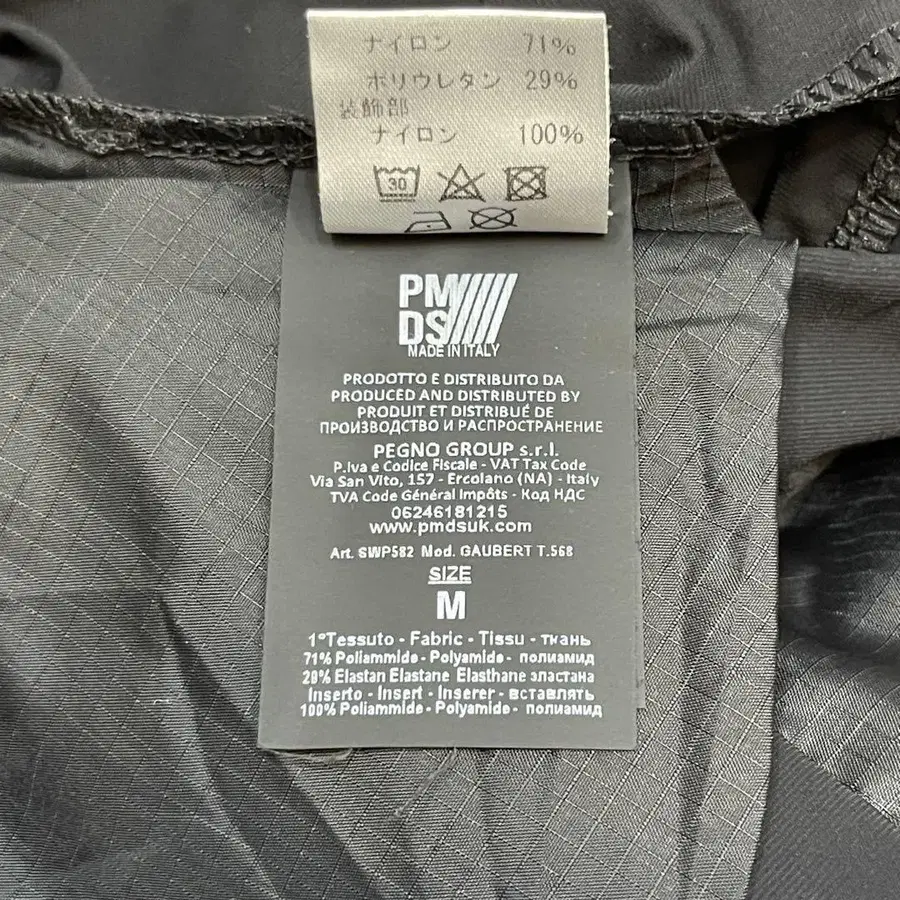 ナイロン 71%
ポリウレタン 29%
装飾部
ナイロン 100%
30
PM
DS
MADE IN ITALY
PRODOTTO E DISTRIBUITO DA
PRODUCED AND DISTRIBUTED BY
PRODUIT ET DISTRIBUÉ DE
ПРОИЗВОДСТВО И РАСПРОСТРАНЕНИЕ
PEGNO GROUP s.r.l.
P.Iva e Codice Fiscale - VAT Tax Code
Via San Vito, 157 - Ercolano (NA) - Italy
TVA Code Général Impôts - Код НДС
06246181215
www.pmdsuk.com
Art. SWP582 Mod. GAUBERT T.568
SIZE
M
1°Tessuto - Fabric - Tissu - ткань
71% Poliammide - Polyamide - полиамид
29% Elastan Elastane Elasthane эластана
Inserto - Insert - Inserer - вставлять
100% Poliammide - Polyamide - полиамид